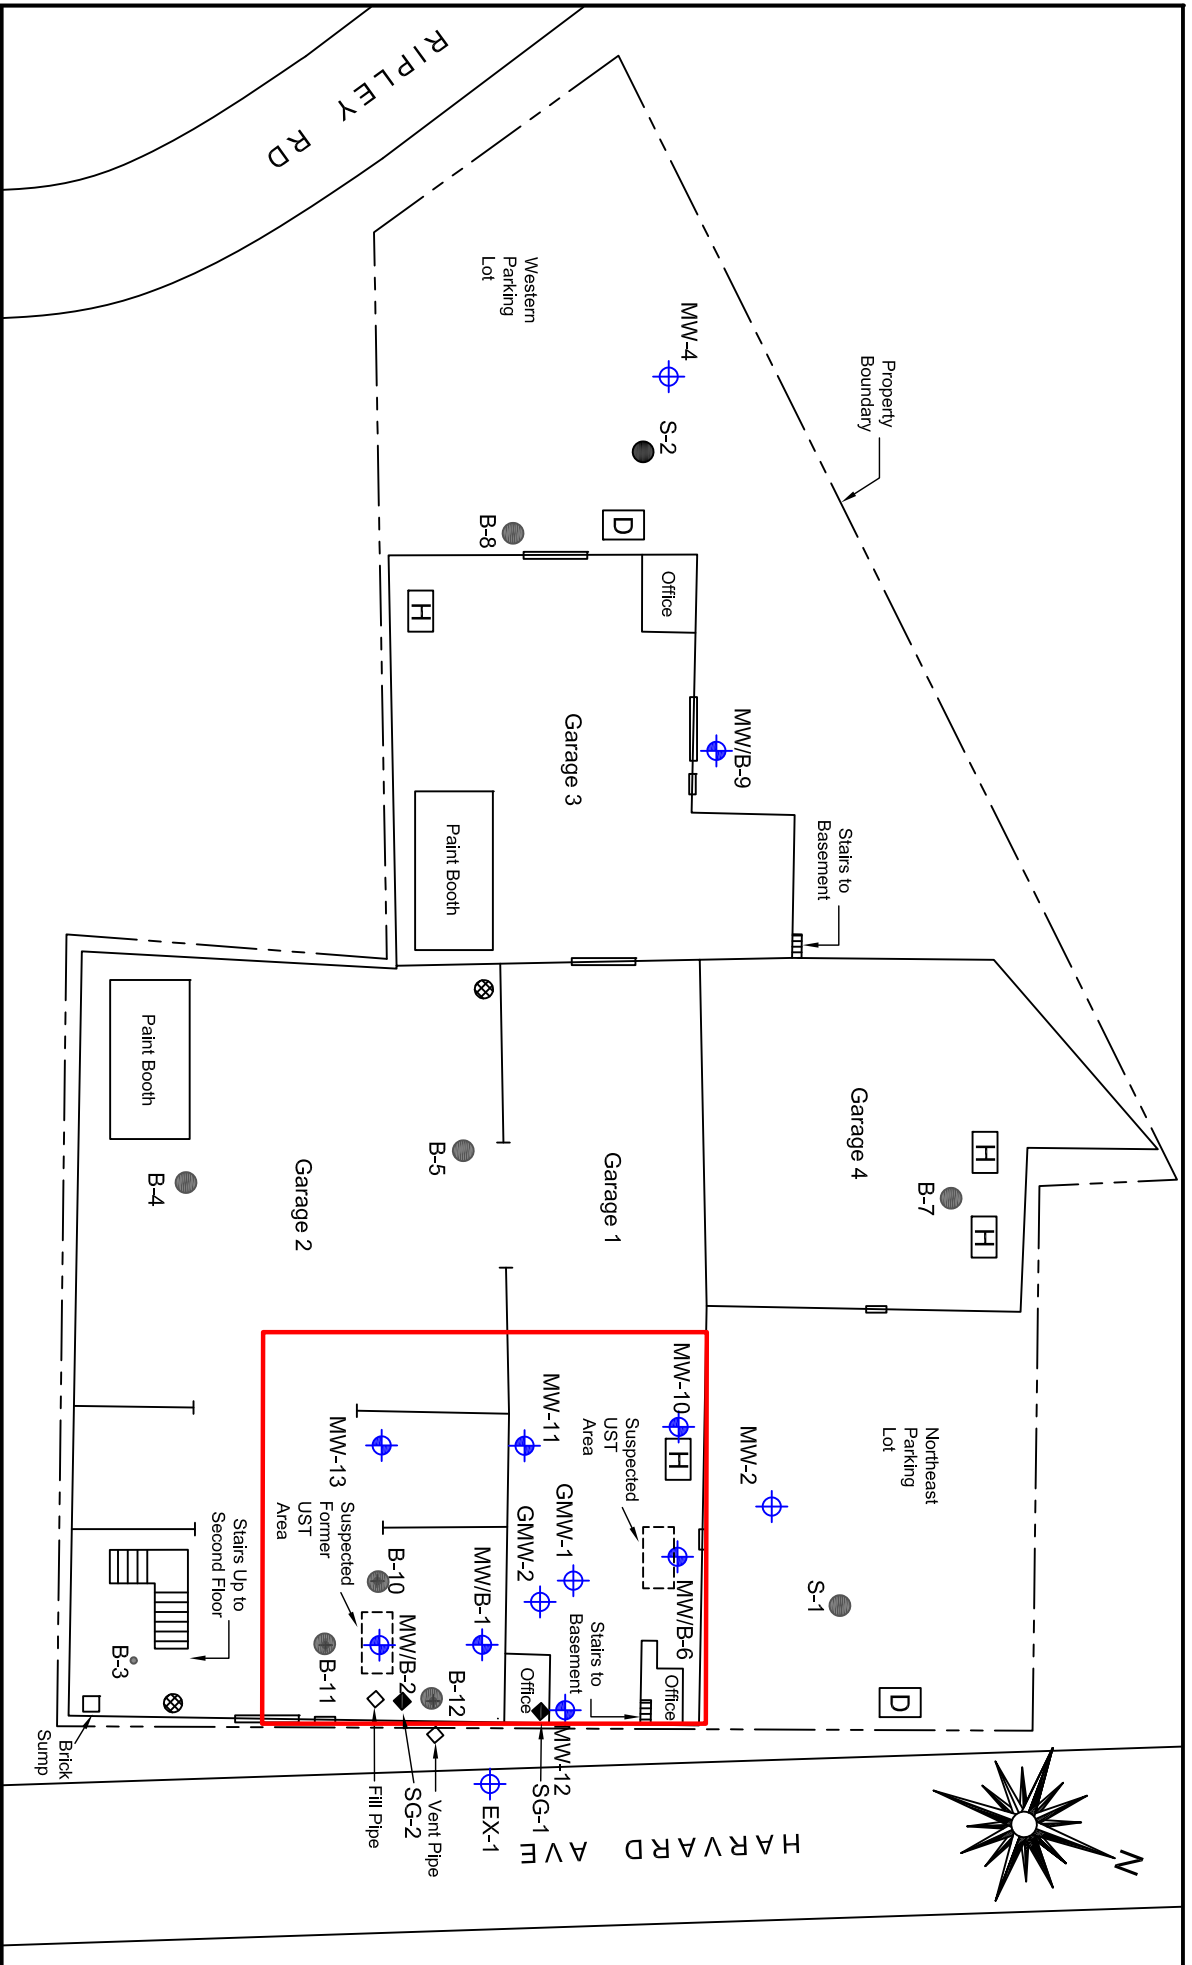 RIPLEY RD
Western
Parking
Lot
MW-4
S-2
Property
Boundary
B-8
D
H
Office
Garage 3
MW/B-9
Paint Booth
Stairs to
Basement
Paint Booth
B-4
B-5
Garage 2
Garage 1
Garage 4
H
B-7
H
MW-10
H
MW-11
Suspected
UST
Area
MW-13
GMW-1
GMW-2
MW-2
Northeast
Parking
Lot
Suspected
Former
UST
Area
B-10
MW/B-1
MW/B-6
S-1
Stairs Up to
Second Floor
Stairs to
Basement
B-3
B-11
MW/B-2
B-12
Office
Office
D
Brick
Sump
Fill Pipe
SG-2
Vent Pipe
EX-1
SG-1
MW-12
HARVARD AVE
N